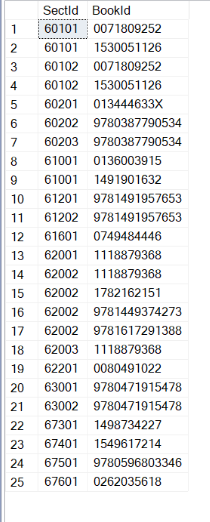 SectId BookId
1 60101 0071809252
2 60101 1530051126
3 60102 0071809252
4 60102 1530051126
5 60201 013444633X
6 60202 9780387790534
7 60203 9780387790534
8 61001 0136003915
9 61001 1491901632
10 61201 9781491957653
11 61202 9781491957653
12 61601 0749484446
13 62001 1118879368
14 62002 1118879368
15 62002 1782162151
16 62002 9781449374273
17 62002 9781617291388
18 62003 1118879368
19 62201 0080491022
20 63001 9780471915478
21 63002 9780471915478
22 67301 1498734227
23 67401 1549617214
24 67501 9780596803346
25 67601 0262035618